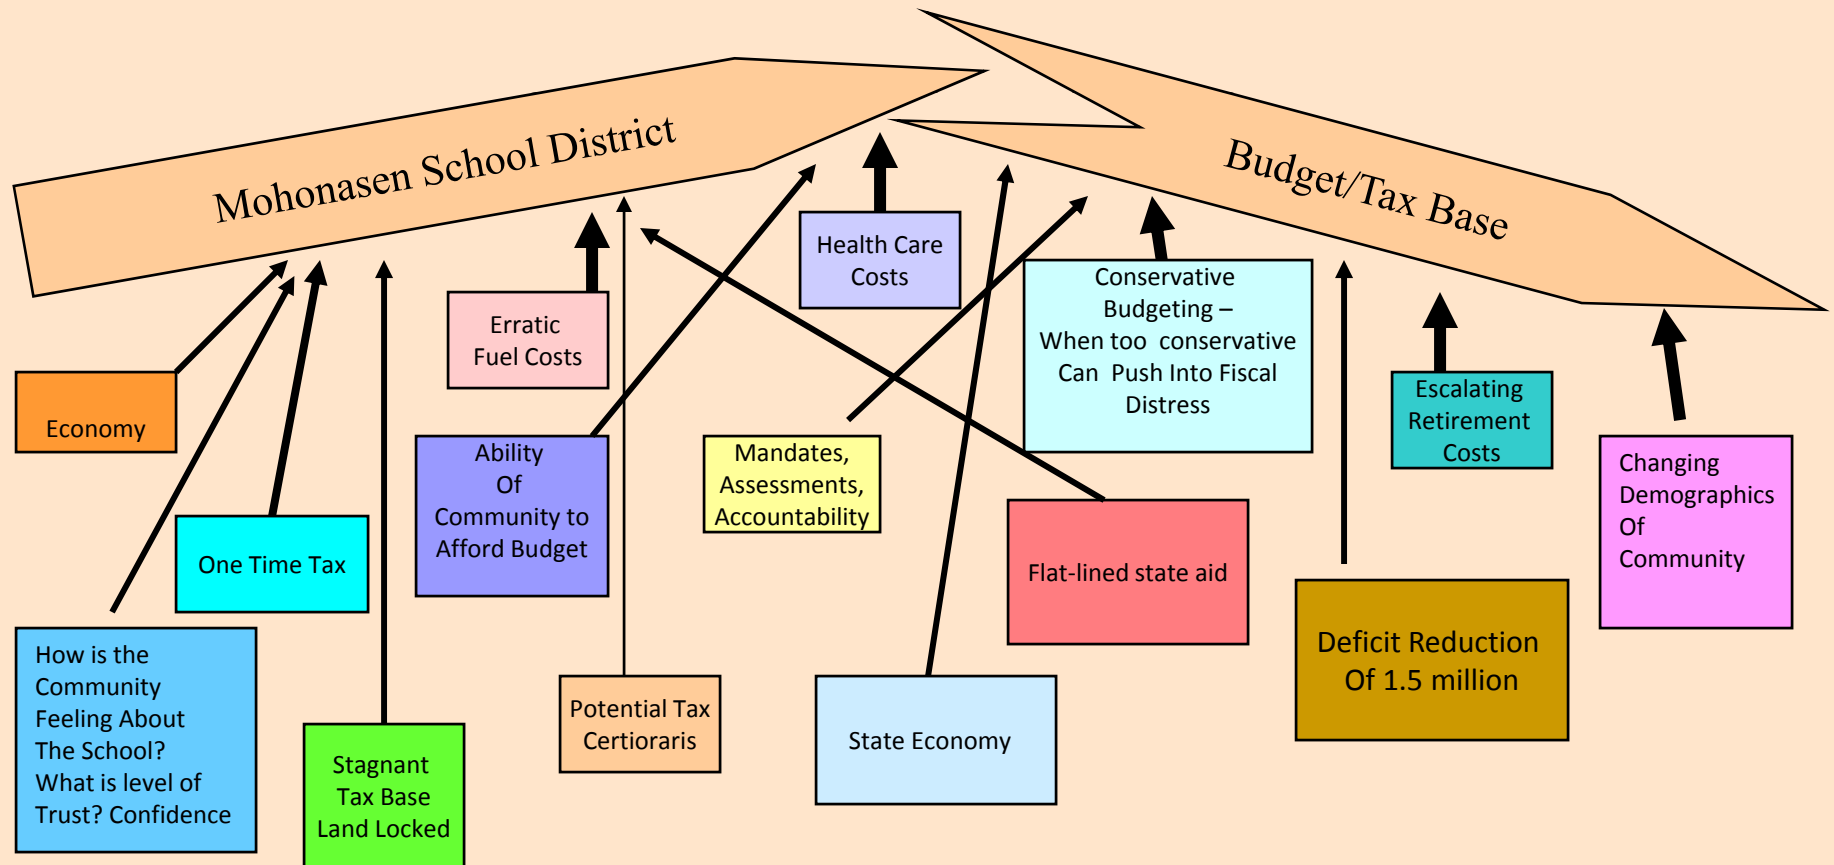 Mohonasen School District
Budget/Tax Base
Health Care
Costs
Erratic
Fuel Costs
Conservative
Budgeting –
When too conservative
Can Push Into Fiscal
Distress
Economy
Escalating
Retirement
Costs
Ability
Of
Community to
Afford Budget
Mandates,
Assessments,
Accountability
Changing
Demographics
Of
Community
One Time Tax
Flat-lined state aid
Deficit Reduction
Of 1.5 million
How is the
Community
Feeling About
The School?
What is level of
Trust? Confidence
Potential Tax
Certioraris
State Economy
Stagnant
Tax Base
Land Locked